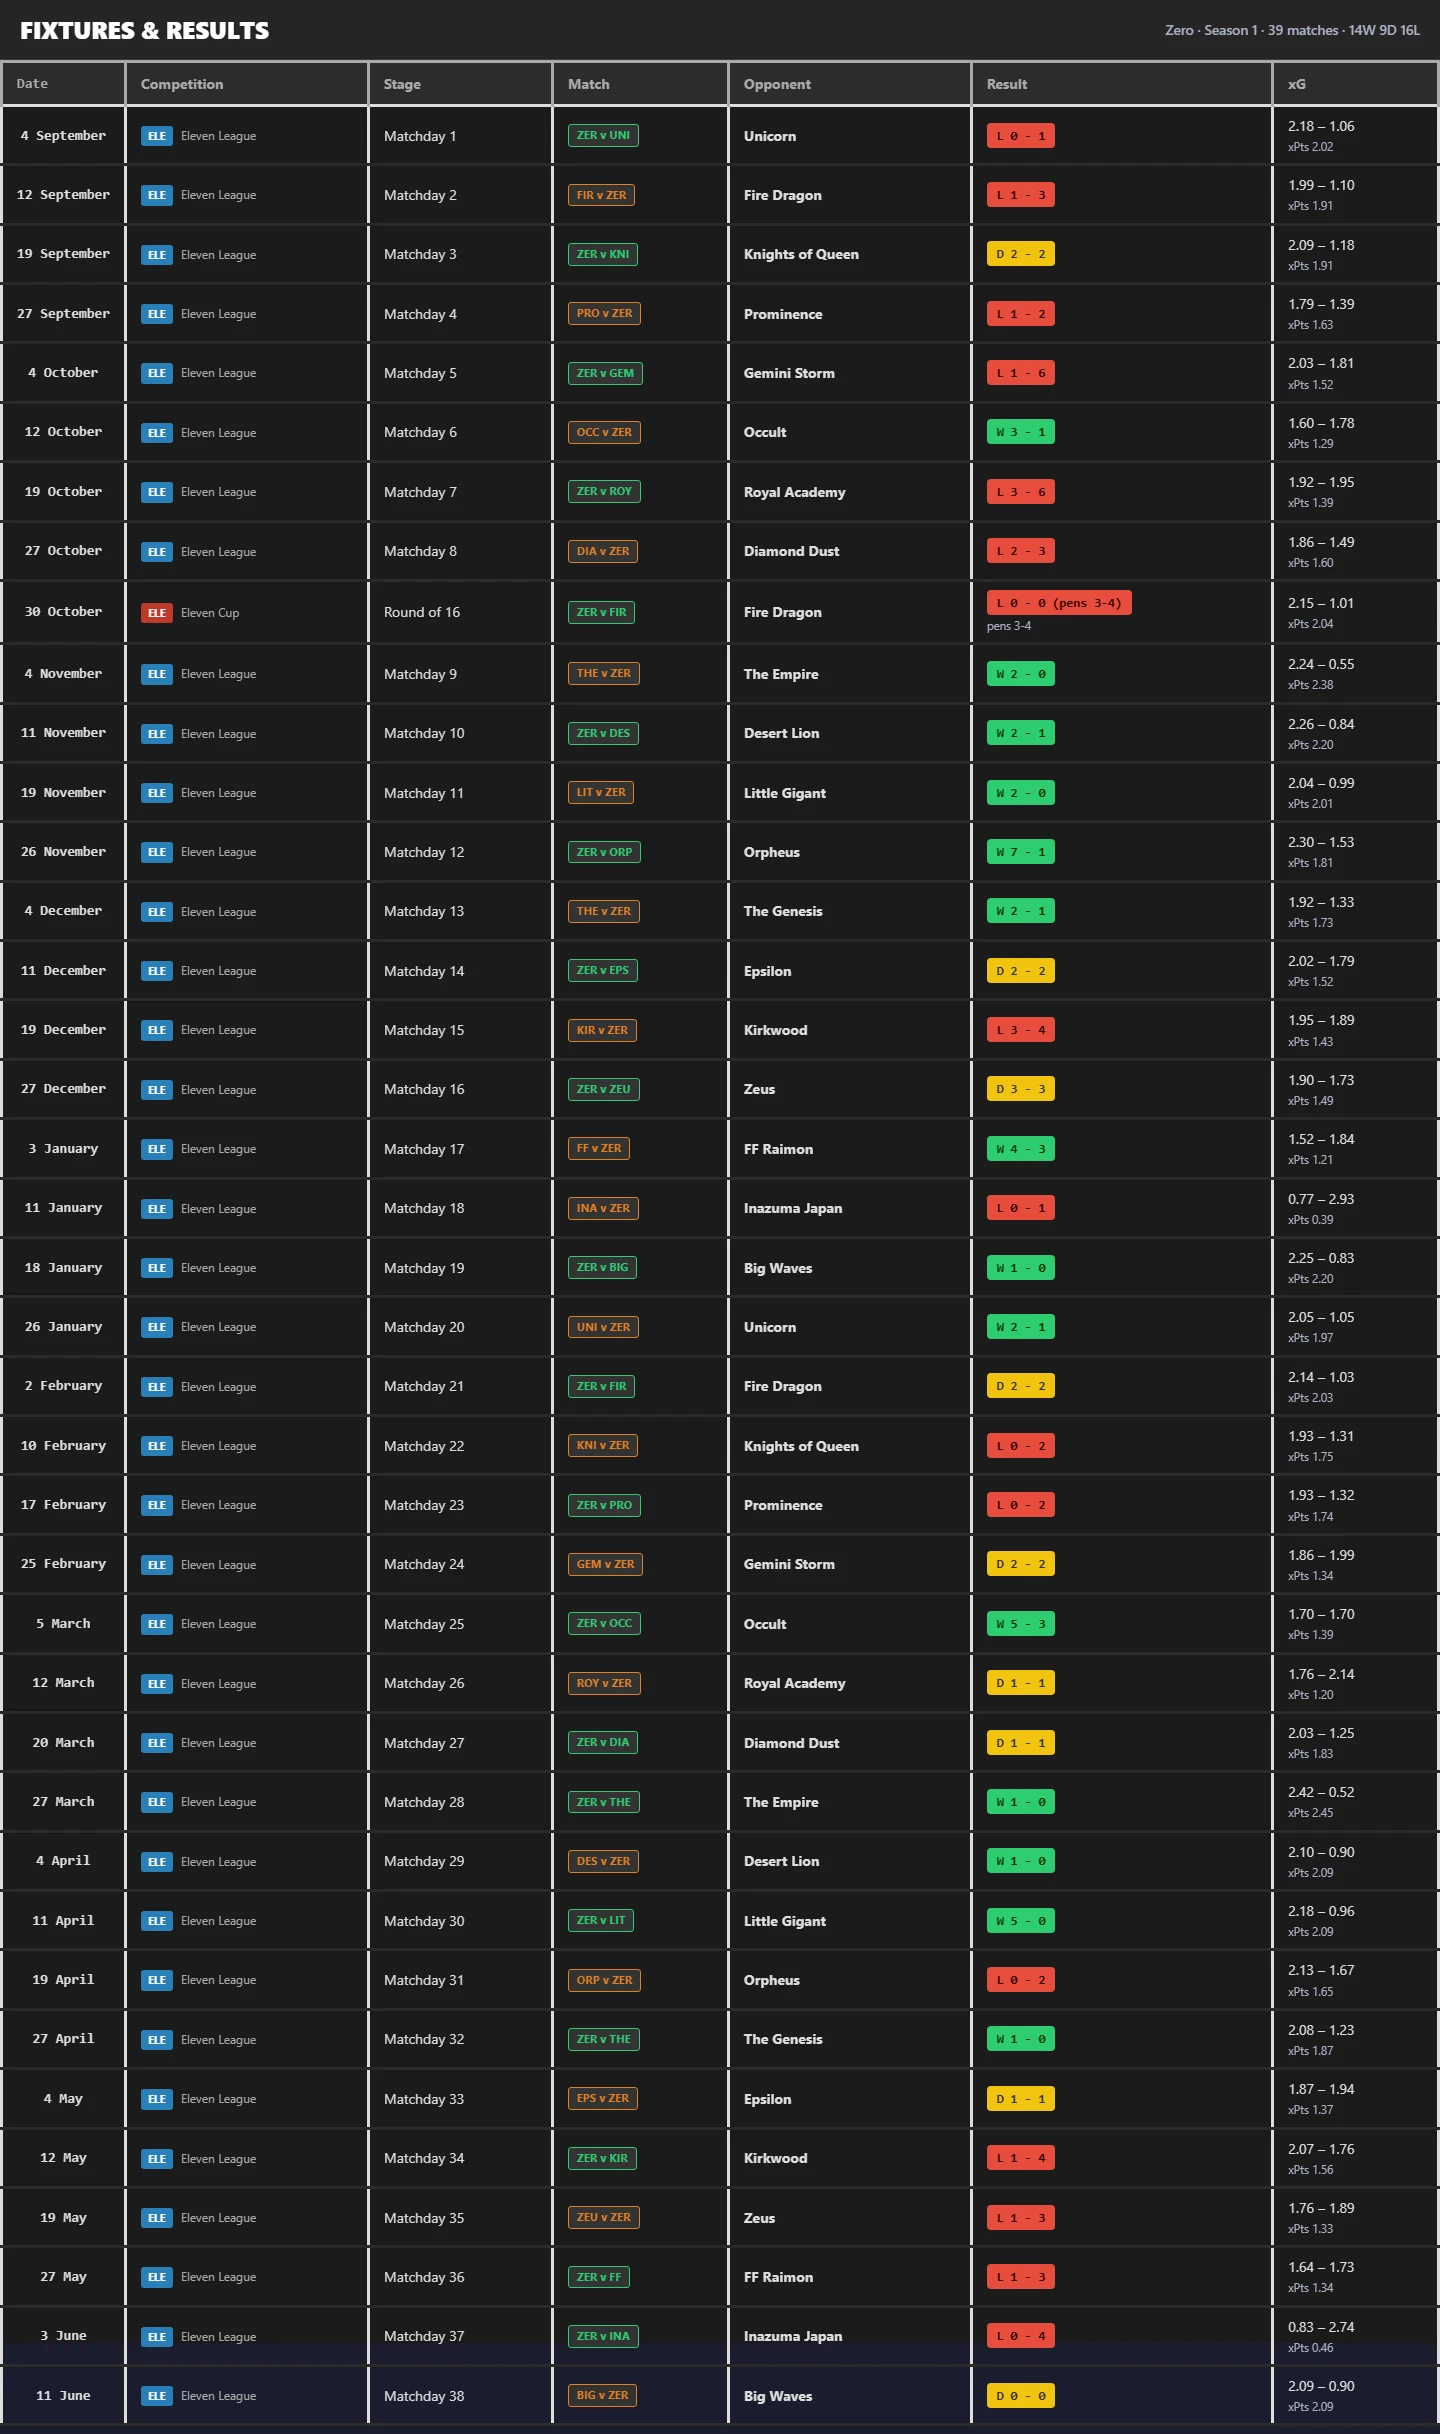 FIXTURES & RESULTS
Zero · Season 1 · 39 matches · 14W 9D 16L
Date Competition Stage Match Opponent Result xG
4 September ELE Eleven League Matchday 1 ZER v UNI Unicorn L 0 - 1 2.18 – 1.06
xPts 2.02
12 September ELE Eleven League Matchday 2 FIR v ZER Fire Dragon L 1 - 3 1.99 – 1.10
xPts 1.91
19 September ELE Eleven League Matchday 3 ZER v KNI Knights of Queen D 2 - 2 2.09 – 1.18
xPts 1.91
27 September ELE Eleven League Matchday 4 PRO v ZER Prominence L 1 - 2 1.79 – 1.39
xPts 1.63
4 October ELE Eleven League Matchday 5 ZER v GEM Gemini Storm L 1 - 6 2.03 – 1.81
xPts 1.52
12 October ELE Eleven League Matchday 6 OCC v ZER Occult W 3 - 1 1.60 – 1.78
xPts 1.29
19 October ELE Eleven League Matchday 7 ZER v ROY Royal Academy L 3 - 6 1.92 – 1.95
xPts 1.39
27 October ELE Eleven League Matchday 8 DIA v ZER Diamond Dust L 2 - 3 1.86 – 1.49
xPts 1.60
30 October ELE Eleven Cup Round of 16 ZER v FIR Fire Dragon L 0 - 0 (pens 3-4) 2.15 – 1.01
pens 3-4 xPts 2.04
4 November ELE Eleven League Matchday 9 THE v ZER The Empire W 2 - 0 2.24 – 0.55
xPts 2.38
11 November ELE Eleven League Matchday 10 ZER v DES Desert Lion W 2 - 1 2.26 – 0.84
xPts 2.20
19 November ELE Eleven League Matchday 11 LIT v ZER Little Gigant W 2 - 0 2.04 – 0.99
xPts 2.01
26 November ELE Eleven League Matchday 12 ZER v ORP Orpheus W 7 - 1 2.30 – 1.53
xPts 1.81
4 December ELE Eleven League Matchday 13 THE v ZER The Genesis W 2 - 1 1.92 – 1.33
xPts 1.73
11 December ELE Eleven League Matchday 14 ZER v EPS Epsilon D 2 - 2 2.02 – 1.79
xPts 1.52
19 December ELE Eleven League Matchday 15 KIR v ZER Kirkwood L 3 - 4 1.95 – 1.89
xPts 1.43
27 December ELE Eleven League Matchday 16 ZER v ZEU Zeus D 3 - 3 1.90 – 1.73
xPts 1.49
3 January ELE Eleven League Matchday 17 FF v ZER FF Raimon W 4 - 3 1.52 – 1.84
xPts 1.21
11 January ELE Eleven League Matchday 18 INA v ZER Inazuma Japan L 0 - 1 0.77 – 2.93
xPts 0.39
18 January ELE Eleven League Matchday 19 ZER v BIG Big Waves W 1 - 0 2.25 – 0.83
xPts 2.20
26 January ELE Eleven League Matchday 20 UNI v ZER Unicorn W 2 - 1 2.05 – 1.05
xPts 1.97
2 February ELE Eleven League Matchday 21 ZER v FIR Fire Dragon D 2 - 2 2.14 – 1.03
xPts 2.03
10 February ELE Eleven League Matchday 22 KNI v ZER Knights of Queen L 0 - 2 1.93 – 1.31
xPts 1.75
17 February ELE Eleven League Matchday 23 ZER v PRO Prominence L 0 - 2 1.93 – 1.32
xPts 1.74
25 February ELE Eleven League Matchday 24 GEM v ZER Gemini Storm D 2 - 2 1.86 – 1.99
xPts 1.34
5 March ELE Eleven League Matchday 25 ZER v OCC Occult W 5 - 3 1.70 – 1.70
xPts 1.39
12 March ELE Eleven League Matchday 26 ROY v ZER Royal Academy D 1 - 1 1.76 – 2.14
xPts 1.20
20 March ELE Eleven League Matchday 27 ZER v DIA Diamond Dust D 1 - 1 2.03 – 1.25
xPts 1.83
27 March ELE Eleven League Matchday 28 ZER v THE The Empire W 1 - 0 2.42 – 0.52
xPts 2.45
4 April ELE Eleven League Matchday 29 DES v ZER Desert Lion W 1 - 0 2.10 – 0.90
xPts 2.09
11 April ELE Eleven League Matchday 30 ZER v LIT Little Gigant W 5 - 0 2.18 – 0.96
xPts 2.09
19 April ELE Eleven League Matchday 31 ORP v ZER Orpheus L 0 - 2 2.13 – 1.67
xPts 1.65
27 April ELE Eleven League Matchday 32 ZER v THE The Genesis W 1 - 0 2.08 – 1.23
xPts 1.87
4 May ELE Eleven League Matchday 33 EPS v ZER Epsilon D 1 - 1 1.87 – 1.94
xPts 1.37
12 May ELE Eleven League Matchday 34 ZER v KIR Kirkwood L 1 - 4 2.07 – 1.76
xPts 1.56
19 May ELE Eleven League Matchday 35 ZEU v ZER Zeus L 1 - 3 1.76 – 1.89
xPts 1.33
27 May ELE Eleven League Matchday 36 ZER v FF FF Raimon L 1 - 3 1.64 – 1.73
xPts 1.34
3 June ELE Eleven League Matchday 37 ZER v INA Inazuma Japan L 0 - 4 0.83 – 2.74
xPts 0.46
11 June ELE Eleven League Matchday 38 BIG v ZER Big Waves D 0 - 0 2.09 – 0.90
xPts 2.09